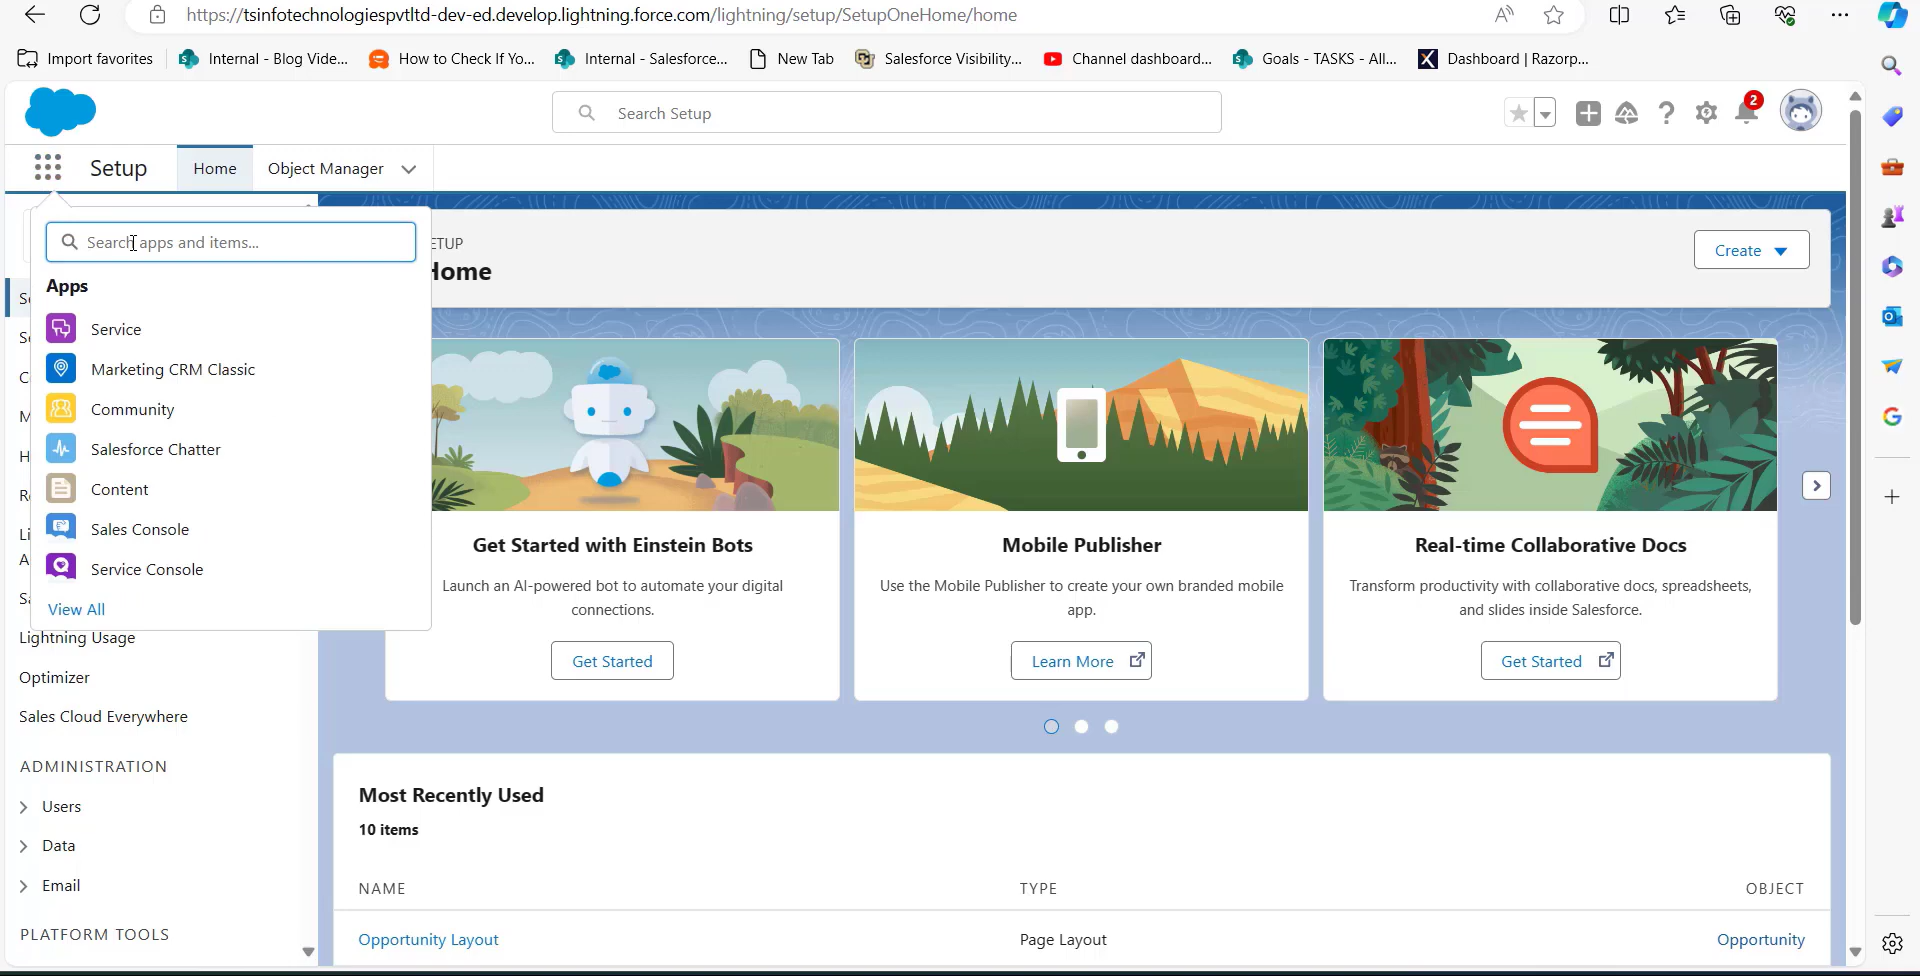 https://tsinfotechnologiespvtltd-dev-ed.develop.lightning.force.com/lightning/setup/SetupOneHome/home
Import favorites
Internal - Blog Vide...
How to Check If Yo...
Internal - Salesforce...
New Tab
Salesforce Visibility...
Channel dashboard...
Goals - TASKS - All...
Dashboard | Razorp...
Search Setup
2
Setup
Home
Object Manager
Search apps and items...
Apps
Service
Marketing CRM Classic
Community
Salesforce Chatter
Content
Sales Console
Service Console
View All
Lightning Usage
Optimizer
Sales Cloud Everywhere
ADMINISTRATION
Users
Data
Email
PLATFORM TOOLS
ETUP
Home
Create
Get Started with Einstein Bots
Launch an AI-powered bot to automate your digital
connections.
Get Started
Mobile Publisher
Use the Mobile Publisher to create your own branded mobile
app.
Learn More
Real-time Collaborative Docs
Transform productivity with collaborative docs, spreadsheets,
and slides inside Salesforce.
Get Started
Most Recently Used
10 items
NAME TYPE OBJECT
Opportunity Layout Page Layout Opportunity